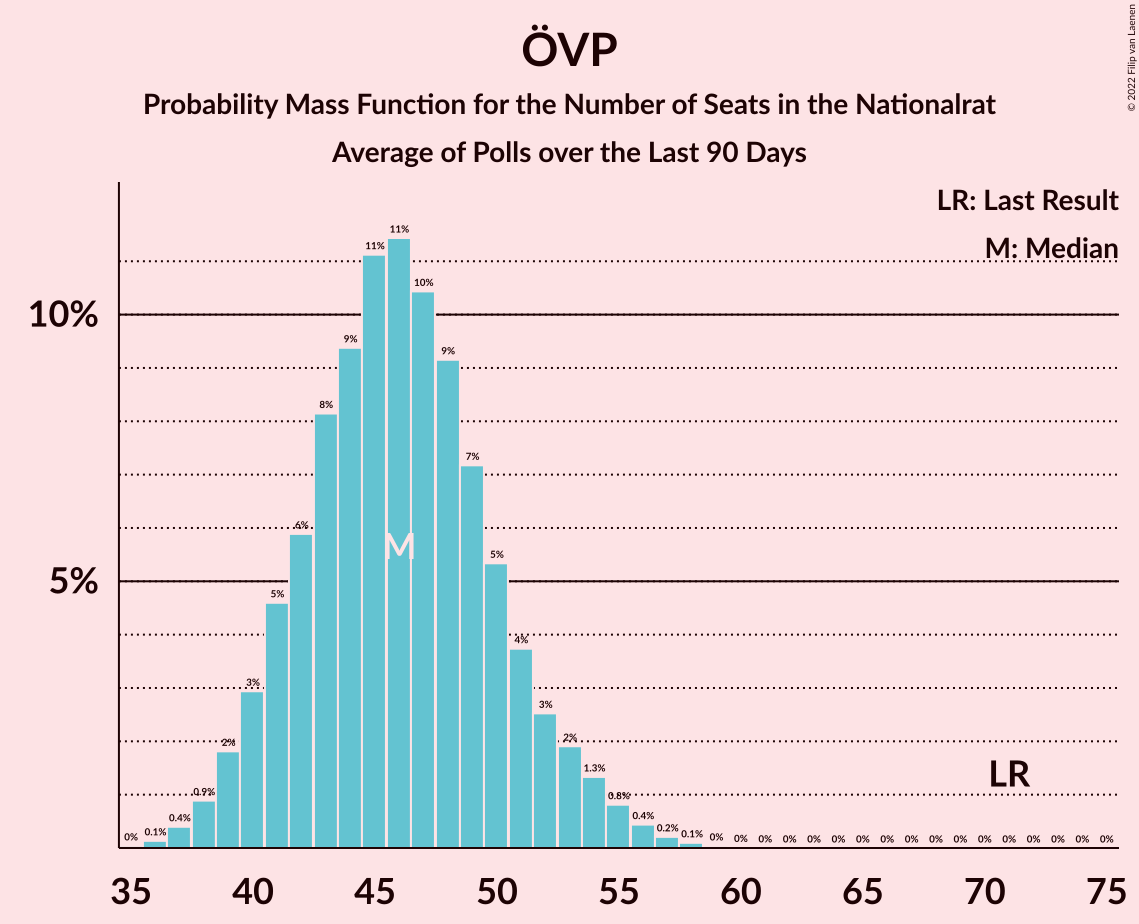 ÖVP
Probability Mass Function for the Number of Seats in the Nationalrat
Average of Polls over the Last 90 Days
© 2022 Filip van Laenen
LR: Last Result
M: Median
10%
5%
0% 0.1% 0.4% 0.9% 2% 3% 5% 6% 8% 9% 11% 11% 10% 9% 7% 5% 4% 3% 2% 1.3% 0.8% 0.4% 0.2% 0.1% 0% 0% 0% 0% 0% 0% 0% 0% 0% 0% 0% 0% 0% 0% 0% 0% 0%
M
LR
35 40 45 50 55 60 65 70 75